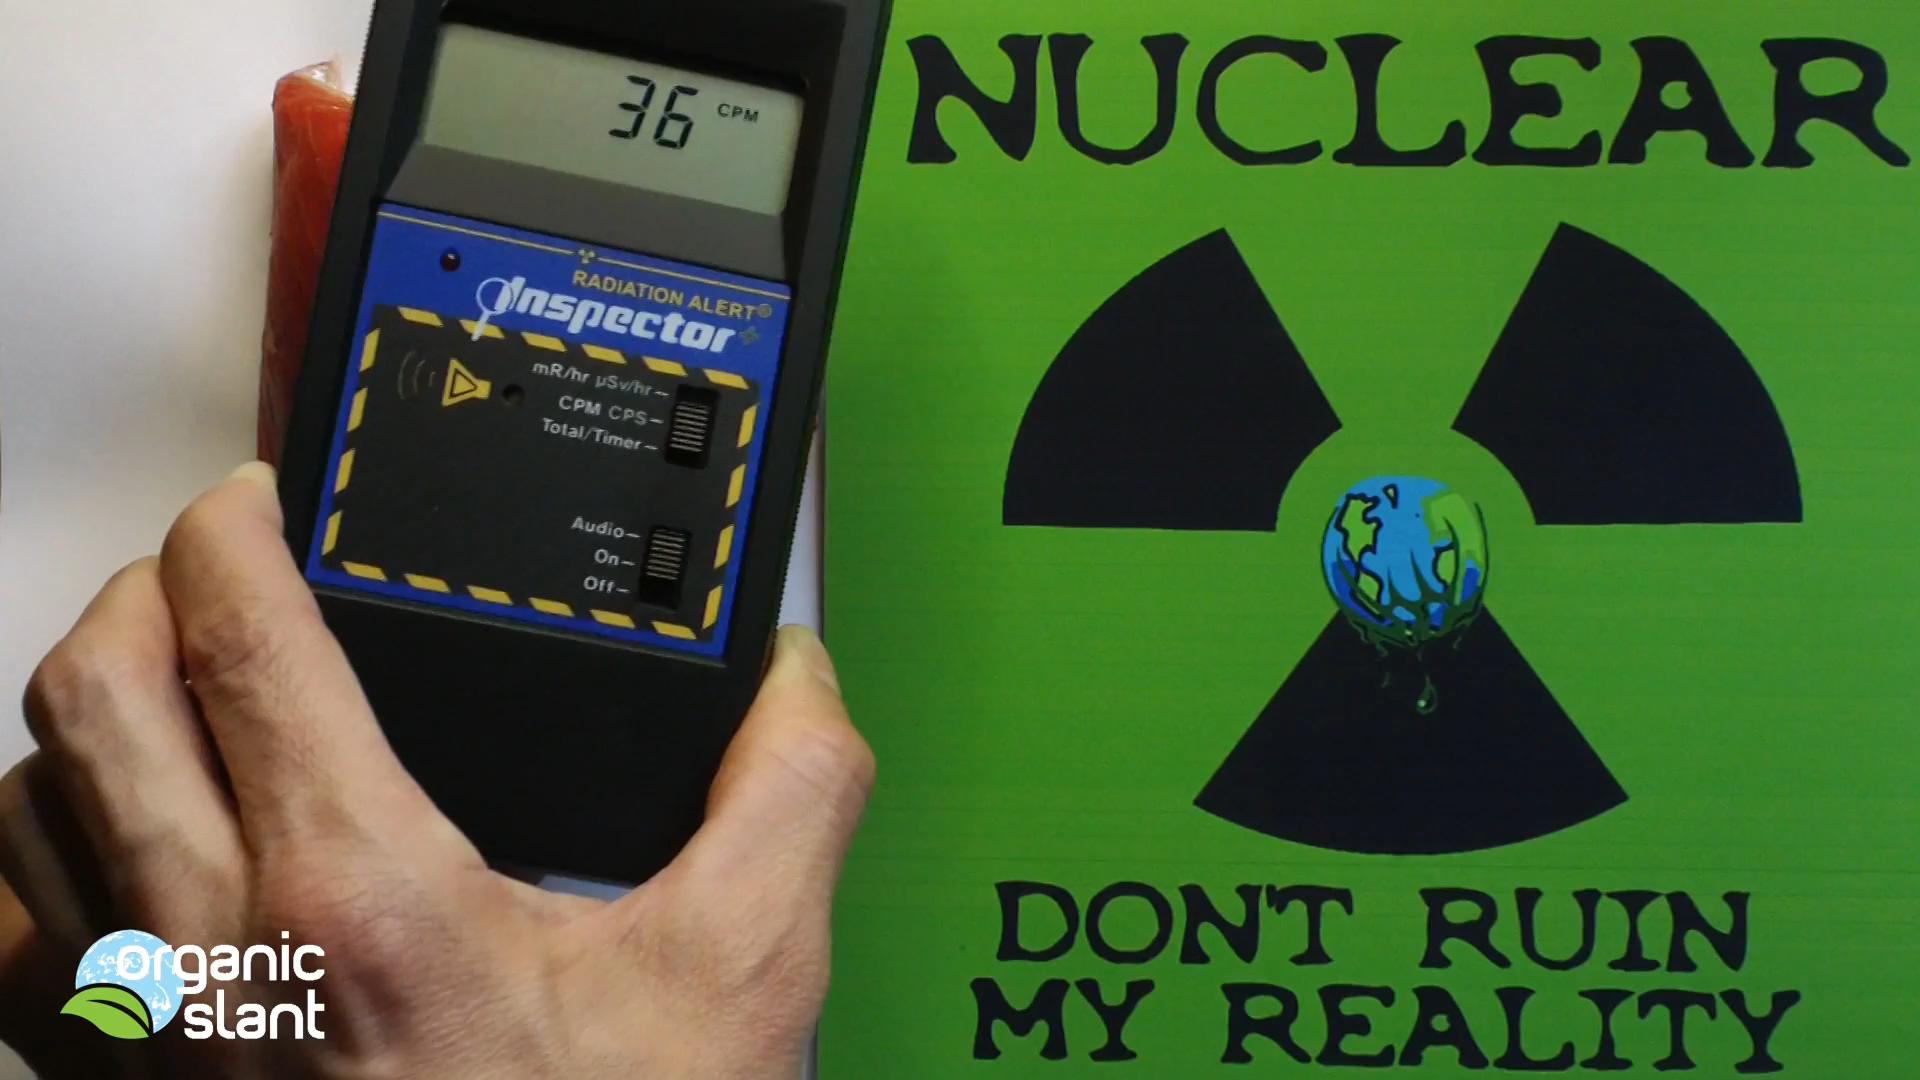 36 CPM
RADIATION ALERT®
Inspector+
mR/hr µSv/hr
CPM CPS
Total/Timer
Audio
On
Off
NUCLEAR
DON'T RUIN
MY REALITY
organic
slant